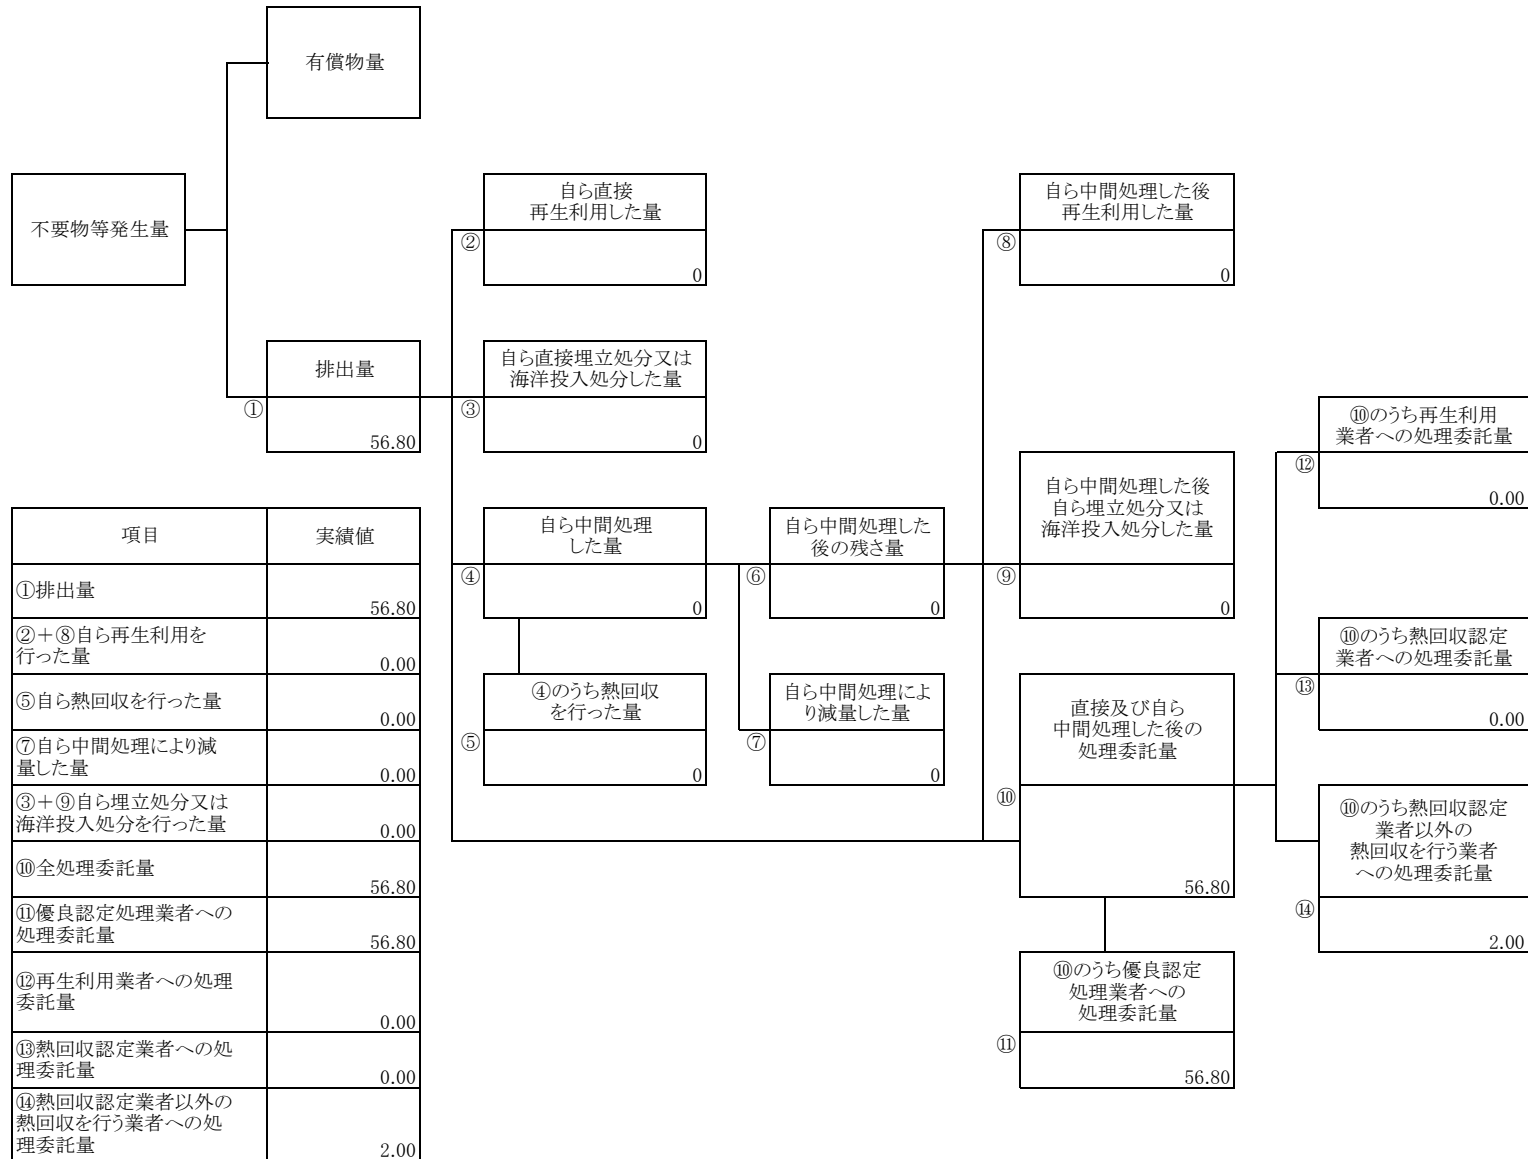 有償物量
不要物等発生量
自ら直接
再生利用した量
②
0
自ら中間処理した後
再生利用した量
⑧
0
排出量
①
56.80
自ら直接埋立処分又は
海洋投入処分した量
③
0
⑩のうち再生利用
業者への処理委託量
⑫
0.00
自ら中間処理
した量
④
0
自ら中間処理した
後の残さ量
⑥
0
自ら中間処理した後
自ら埋立処分又は
海洋投入処分した量
⑨
0
⑩のうち熱回収認定
業者への処理委託量
⑬
0.00
④のうち熱回収
を行った量
⑤
0
自ら中間処理によ
り減量した量
⑦
0
直接及び自ら
中間処理した後の
処理委託量
⑩
56.80
⑩のうち熱回収認定
業者以外の
熱回収を行う業者
への処理委託量
⑭
2.00
⑩のうち優良認定
処理業者への
処理委託量
⑪
56.80
項目 実績値
①排出量
56.80
②＋⑧自ら再生利用を
行った量
0.00
⑤自ら熱回収を行った量
0.00
⑦自ら中間処理により減
量した量
0.00
③＋⑨自ら埋立処分又は
海洋投入処分を行った量
0.00
⑩全処理委託量
56.80
⑪優良認定処理業者への
処理委託量
56.80
⑫再生利用業者への処理
委託量
0.00
⑬熱回収認定業者への処
理委託量
0.00
⑭熱回収認定業者以外の
熱回収を行う業者への処
理委託量
2.00